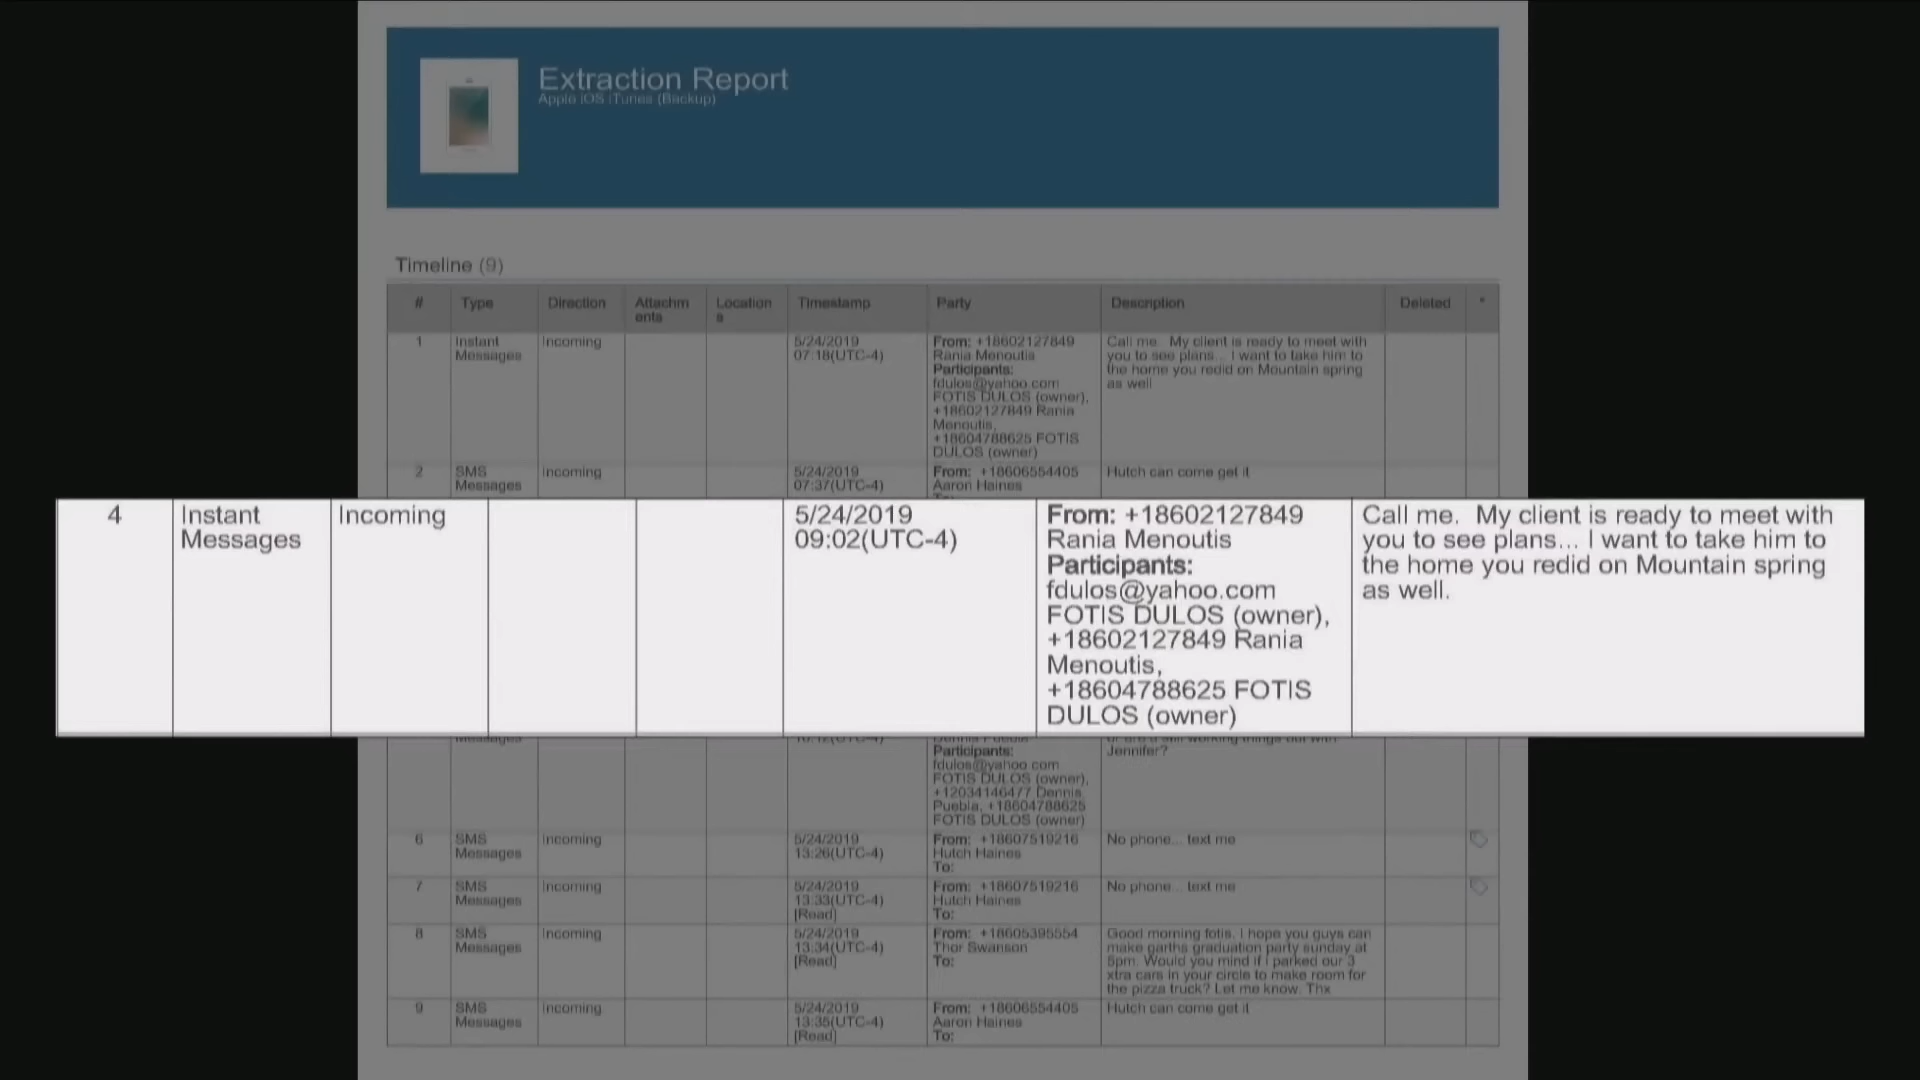 Extraction Report
Apple iOS iTunes (Backup)
Timeline (9)
# Type Direction Attachm Location Timestamp Party Description Deleted *
ents s
1 Instant Incoming 5/24/2019 From: +18602127849 Call me. My client is ready to meet with
Messages 07:18(UTC-4) Rania Menoutis you to see plans... I want to take him to
Participants: the home you redid on Mountain spring
fdulos@yahoo.com as well
FOTIS DULOS (owner),
+18602127849 Rania
Menoutis,
+18604788625 FOTIS
DULOS (owner)
2 SMS Incoming 5/24/2019 From: +18606554405 Hutch can come get it
Messages 07:37(UTC-4) Aaron Haines
4 Instant Incoming 5/24/2019 From: +18602127849 Call me. My client is ready to meet with
Messages 09:02(UTC-4) Rania Menoutis you to see plans... I want to take him to
Participants: the home you redid on Mountain spring
fdulos@yahoo.com as well.
FOTIS DULOS (owner),
+18602127849 Rania
Menoutis,
+18604788625 FOTIS
DULOS (owner)
Participants: Jennifer?
fdulos@yahoo.com
FOTIS DULOS (owner),
+12034146477 Dennis
Puebla, +18604788625
FOTIS DULOS (owner)
6 SMS Incoming 5/24/2019 From: +18607519216 No phone... text me
Messages 13:26(UTC-4) Hutch Haines
To:
7 SMS Incoming 5/24/2019 From: +18607519216 No phone... text me
Messages 13:33(UTC-4) Hutch Haines
[Read] To:
8 SMS Incoming 5/24/2019 From: +18605395554 Good morning fotis. I hope you guys can
Messages 13:34(UTC-4) Thor Swanson make garths graduation party sunday at
[Read] To: 5pm. Would you mind if i parked our 3
xtra cars in your circle to make room for
the pizza truck? Let me know. Thx
9 SMS Incoming 5/24/2019 From: +18606554405 Hutch can come get it
Messages 13:35(UTC-4) Aaron Haines
[Read] To: